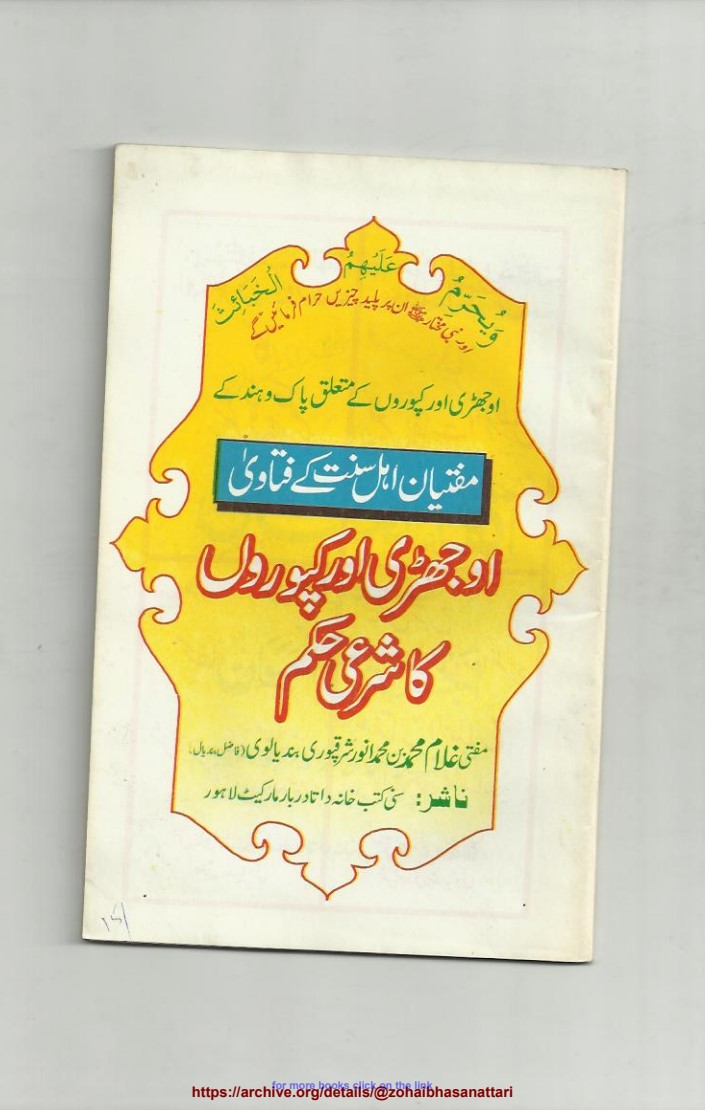 وَيُحَرِّمُ عَلَيْهِمُ الْخَبَائِثَ
اور نبی مختار ﷺ ان پر پلید چیزیں حرام فرمائیں گے
اوجھڑی اور کپوروں کے متعلق پاک و ہند کے
مفتیان اہل سنت کے فتاویٰ
اوجھڑی اور کپوروں
کا شرعی حکم
مفتی غلام محمد بن محمد انور شرقپوری بندیالوی (فاضل بندیال)
ناشر: سنی کتب خانہ داتا دربار مارکیٹ لاہور
for more books click on the link
https://archive.org/details/@zohaibhasanattari